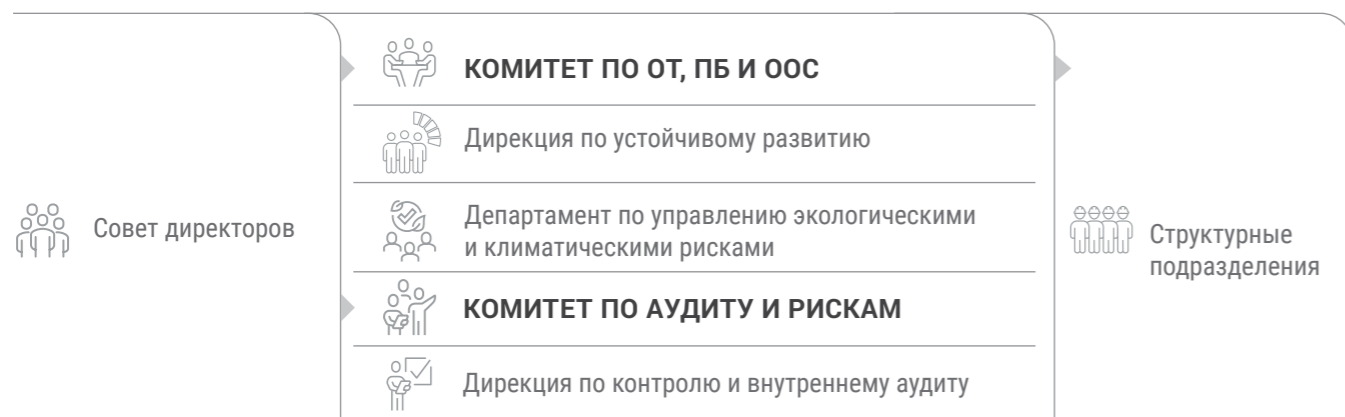 КОМИТЕТ ПО ОТ, ПБ И ООС
Дирекция по устойчивому развитию
Совет директоров
Департамент по управлению экологическими
и климатическими рисками
КОМИТЕТ ПО АУДИТУ И РИСКАМ
Дирекция по контролю и внутреннему аудиту
Структурные
подразделения